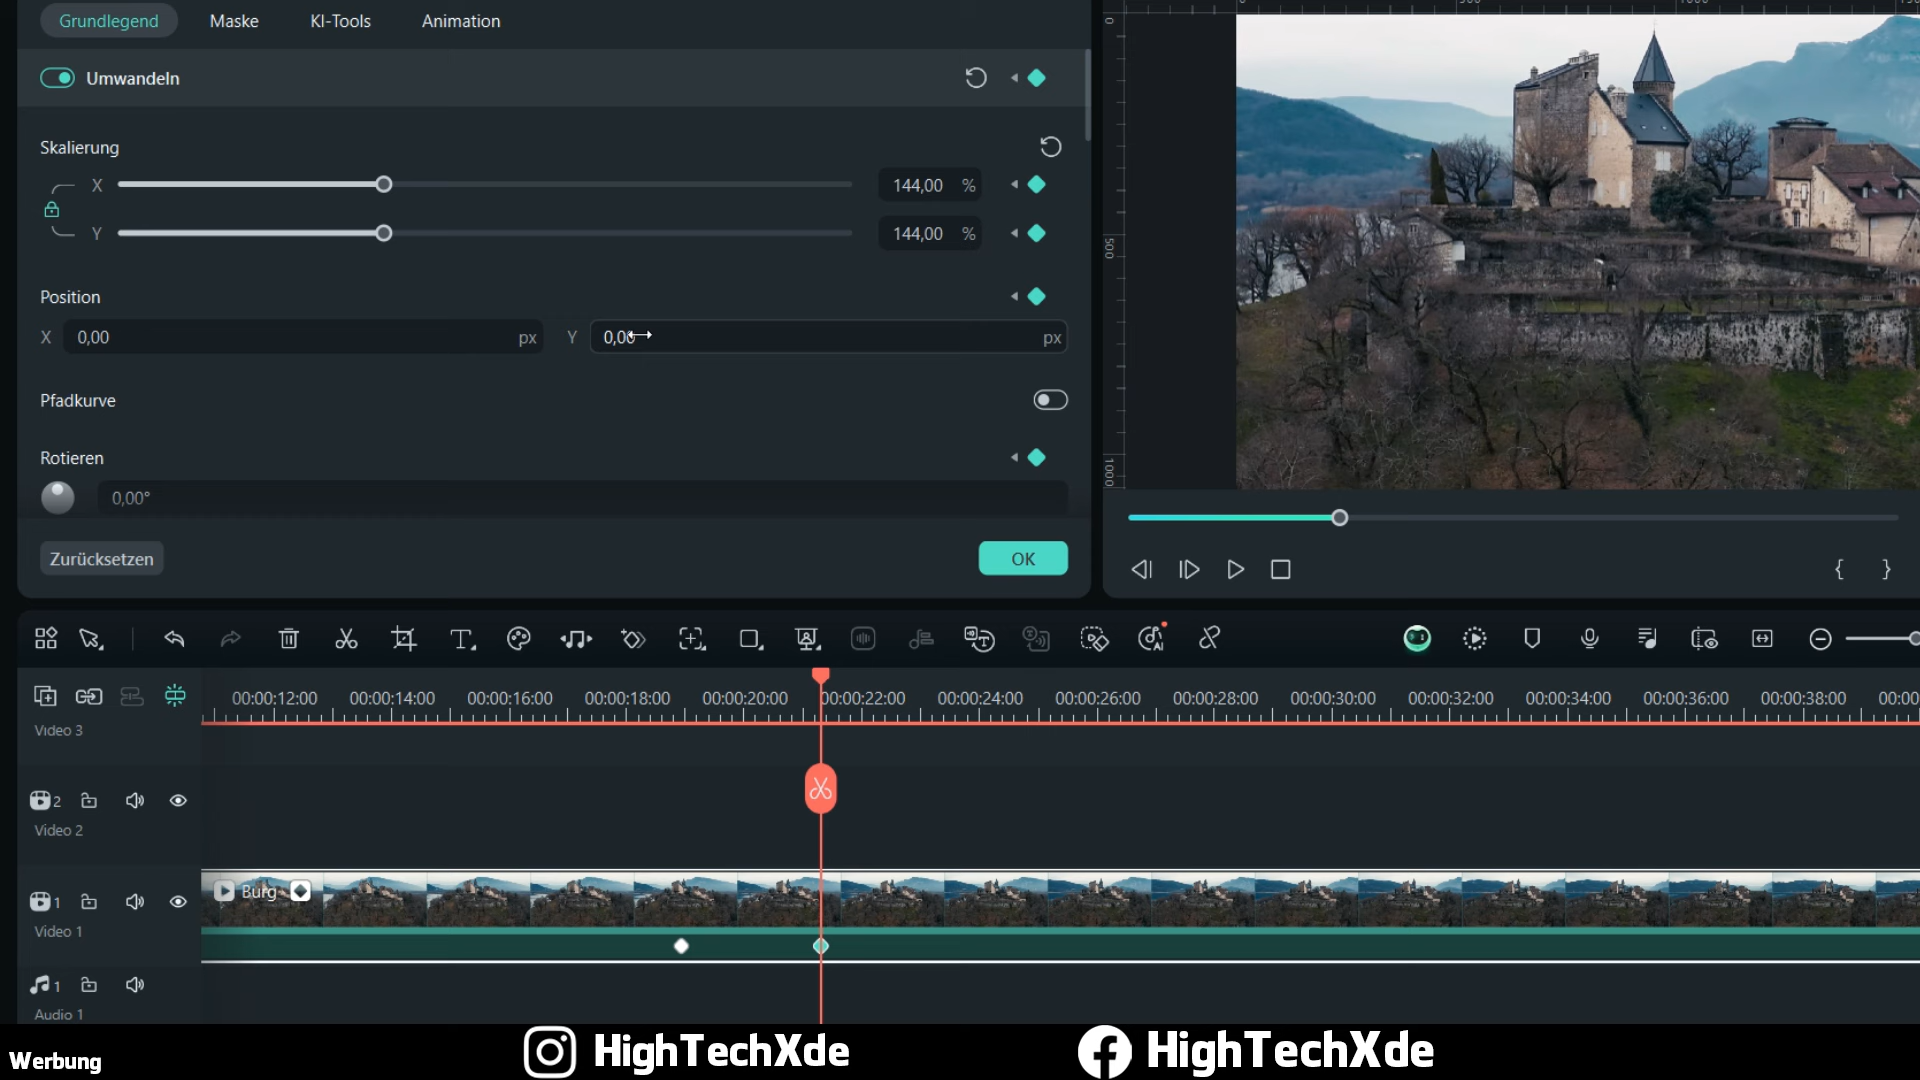 Grundlegend Maske KI-Tools Animation
Umwandeln
Skalierung
X 144,00 %
Y 144,00 %
Position
X 0,00 px Y 0,00 px
Pfadkurve
Rotieren
0,00°
Zurücksetzen OK
0
500
1000
00:00:12:00 00:00:14:00 00:00:16:00 00:00:18:00 00:00:20:00 00:00:22:00 00:00:24:00 00:00:26:00 00:00:28:00 00:00:30:00 00:00:32:00 00:00:34:00 00:00:36:00 00:00:38:00 00:00
Video 3
2
Video 2
Burg
1
Video 1
1
Audio 1
Werbung HighTechXde HighTechXde